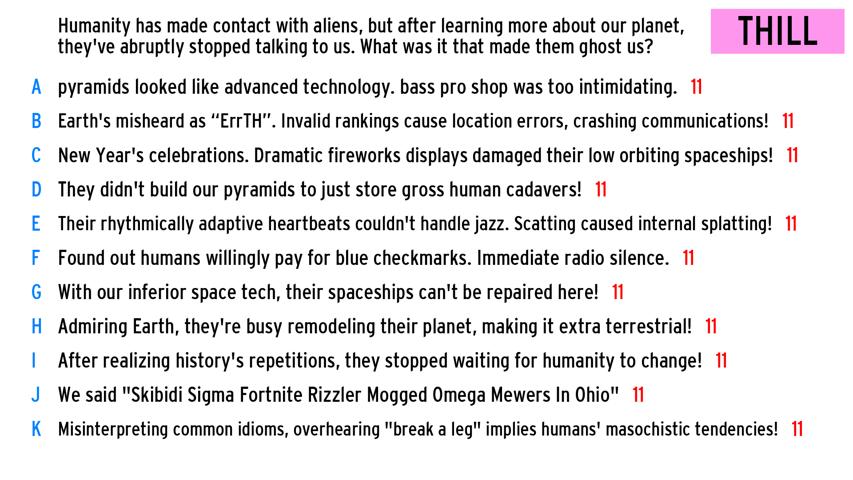 Humanity has made contact with aliens, but after learning more about our planet,
they've abruptly stopped talking to us. What was it that made them ghost us?
THILL
A pyramids looked like advanced technology. bass pro shop was too intimidating. 11
B Earth's misheard as “ErrTH”. Invalid rankings cause location errors, crashing communications! 11
C New Year's celebrations. Dramatic fireworks displays damaged their low orbiting spaceships! 11
D They didn't build our pyramids to just store gross human cadavers! 11
E Their rhythmically adaptive heartbeats couldn't handle jazz. Scatting caused internal splatting! 11
F Found out humans willingly pay for blue checkmarks. Immediate radio silence. 11
G With our inferior space tech, their spaceships can't be repaired here! 11
H Admiring Earth, they're busy remodeling their planet, making it extra terrestrial! 11
I After realizing history's repetitions, they stopped waiting for humanity to change! 11
J We said "Skibidi Sigma Fortnite Rizzler Mogged Omega Mewers In Ohio" 11
K Misinterpreting common idioms, overhearing "break a leg" implies humans' masochistic tendencies! 11